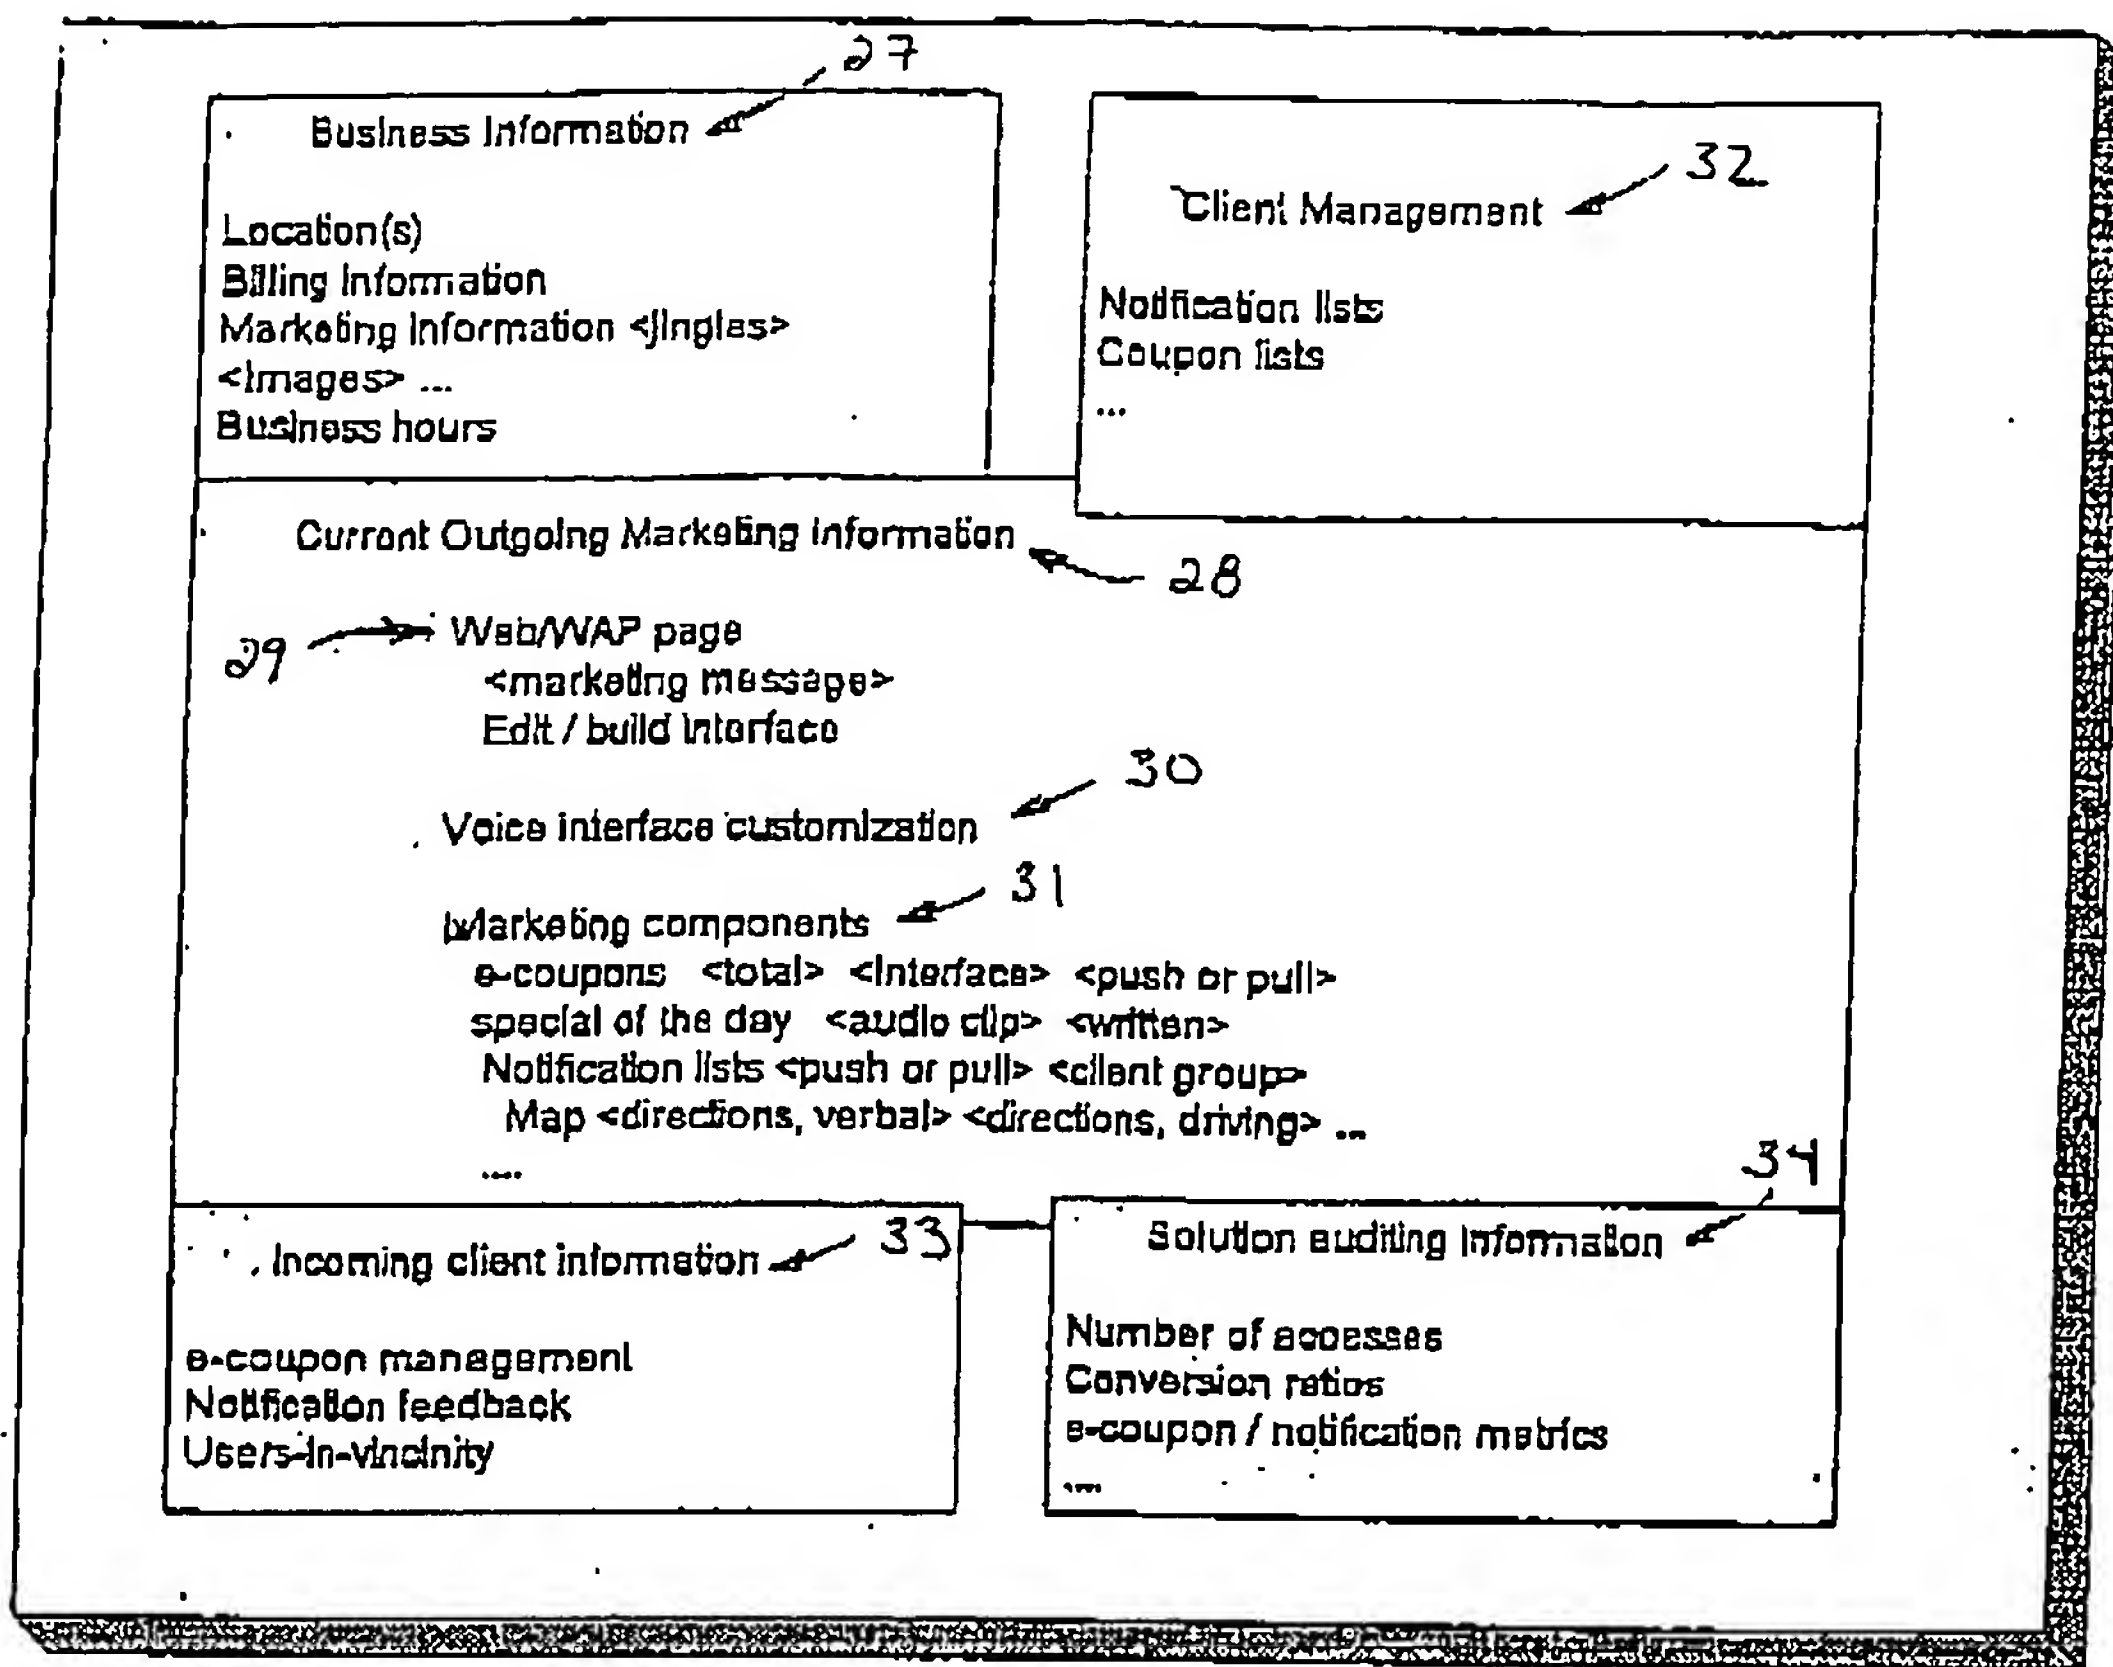 27
Business Information
Location(s)
Billing Information
Marketing Information <jingles>
<Images> ...
Business hours
32
Client Management
Notification lists
Coupon lists
...
Current Outgoing Marketing Information
28
29
Web/WAP page
<marketing message>
Edit / build interface
30
Voice interface customization
31
Marketing components
e-coupons <total> <Interface> <push or pull>
special of the day <audio clip> <written>
Notification lists <push or pull> <client group>
Map <directions, verbal> <directions, driving> ...
....
33
Incoming client information
e-coupon management
Notification feedback
Users-in-vincinity
34
Solution auditing Information
Number of accesses
Conversion ratios
e-coupon / notification metrics
....